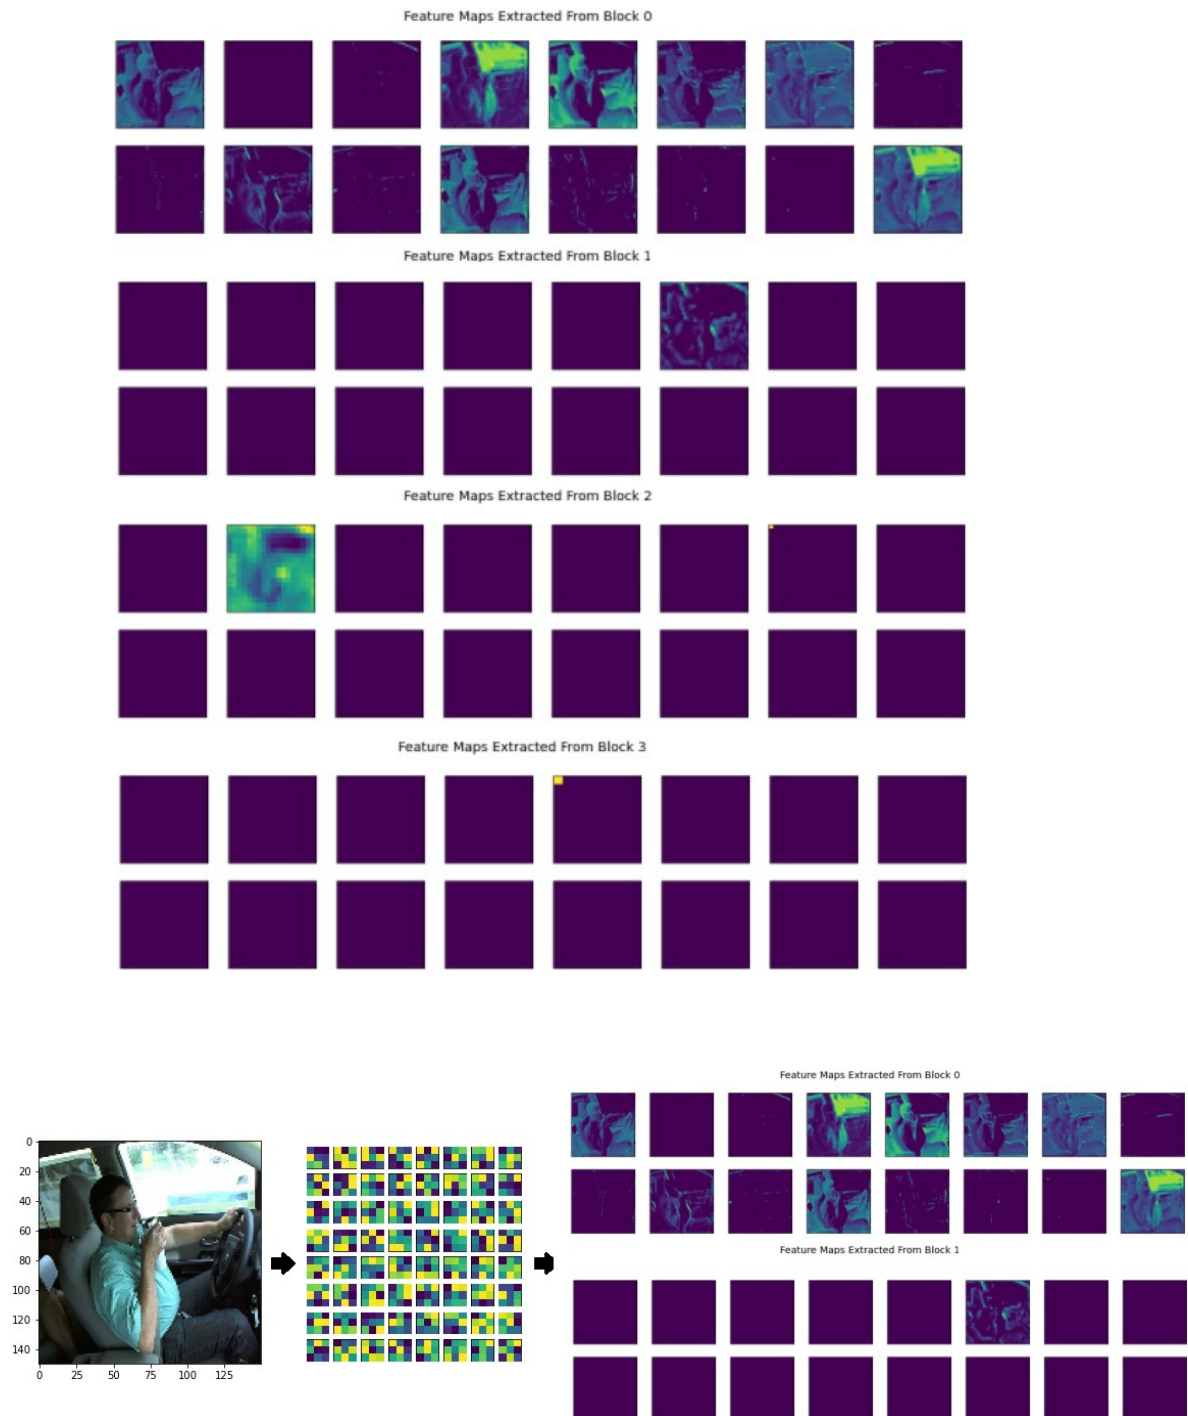 Feature Maps Extracted From Block 0
Feature Maps Extracted From Block 1
Feature Maps Extracted From Block 2
Feature Maps Extracted From Block 3
Feature Maps Extracted From Block 0
Feature Maps Extracted From Block 1
0
20
40
60
80
100
120
140
0 25 50 75 100 125